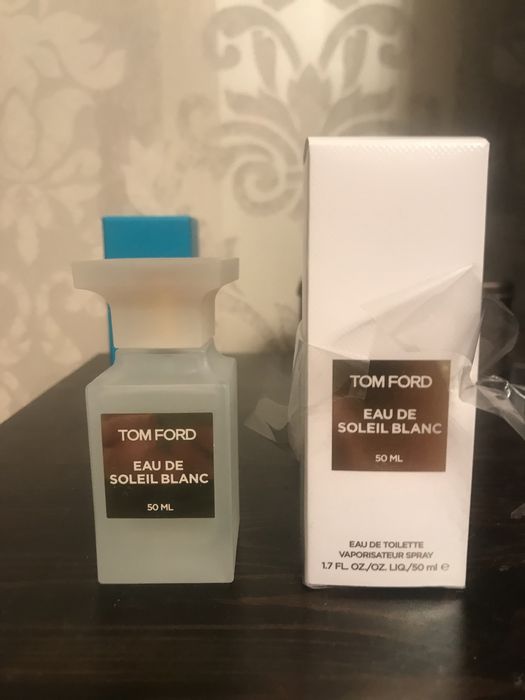 TOM FORD
EAU DE
SOLEIL BLANC
50 ML
TOM FORD
EAU DE
SOLEIL BLANC
50 ML
EAU DE TOILETTE
VAPORISATEUR SPRAY
1.7 FL. OZ./OZ. LIQ./50 ml ℮